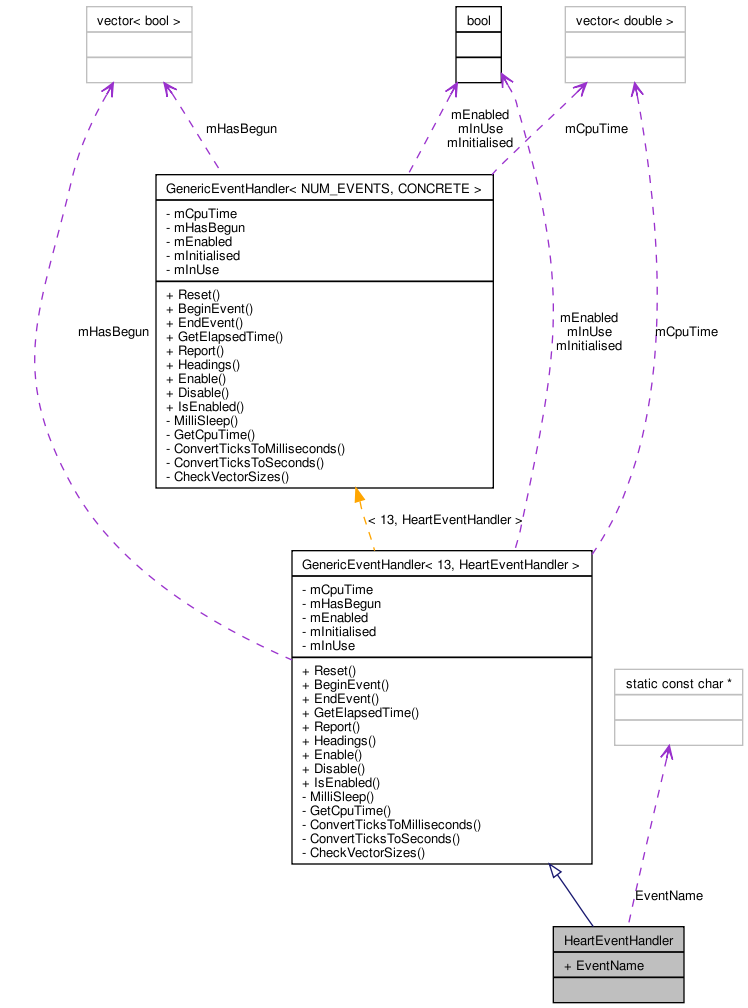 vector< bool >
bool
vector< double >
mHasBegun
mEnabled
mInUse
mInitialised
mCpuTime
GenericEventHandler< NUM_EVENTS, CONCRETE >
- mCpuTime
- mHasBegun
- mEnabled
- mInitialised
- mInUse
+ Reset()
+ BeginEvent()
+ EndEvent()
+ GetElapsedTime()
+ Report()
+ Headings()
+ Enable()
+ Disable()
+ IsEnabled()
- MilliSleep()
- GetCpuTime()
- ConvertTicksToMilliseconds()
- ConvertTicksToSeconds()
- CheckVectorSizes()
mHasBegun
mEnabled
mInUse
mInitialised
mCpuTime
< 13, HeartEventHandler >
GenericEventHandler< 13, HeartEventHandler >
- mCpuTime
- mHasBegun
- mEnabled
- mInitialised
- mInUse
+ Reset()
+ BeginEvent()
+ EndEvent()
+ GetElapsedTime()
+ Report()
+ Headings()
+ Enable()
+ Disable()
+ IsEnabled()
- MilliSleep()
- GetCpuTime()
- ConvertTicksToMilliseconds()
- ConvertTicksToSeconds()
- CheckVectorSizes()
static const char *
EventName
HeartEventHandler
+ EventName